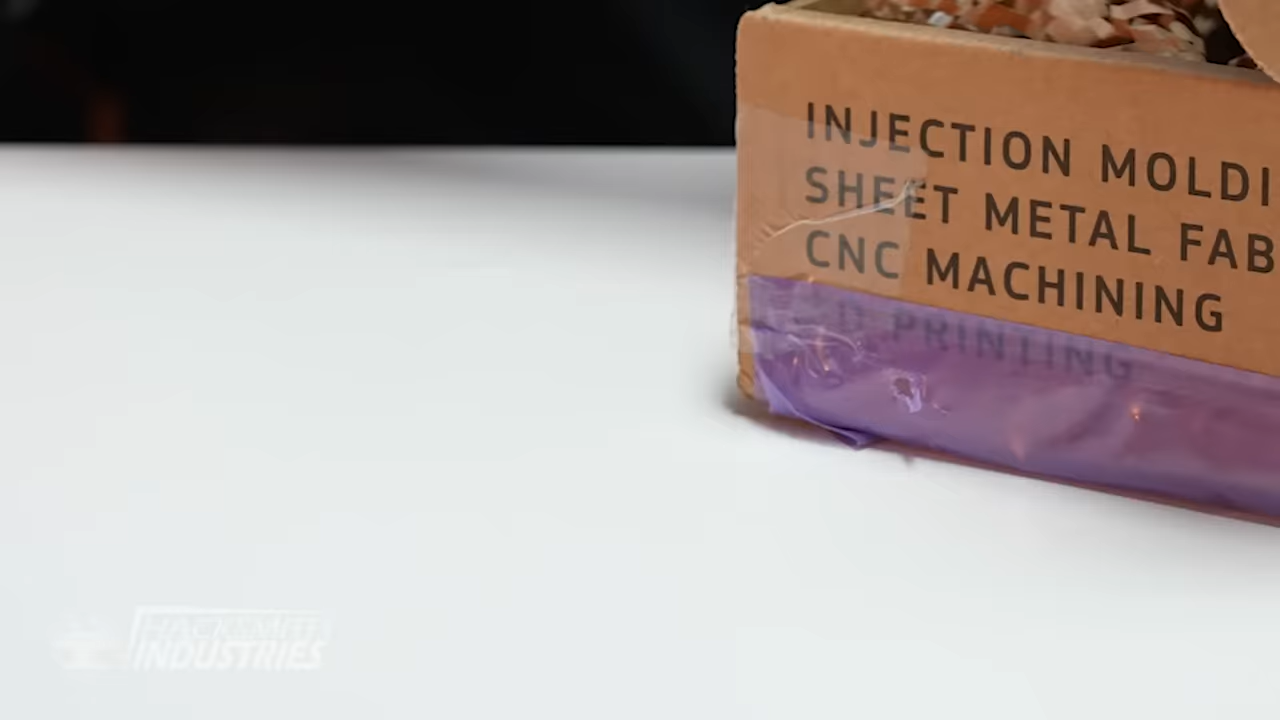 INJECTION MOLDI
SHEET METAL FAB
CNC MACHINING
3D PRINTING
HACKSMITH
INDUSTRIES